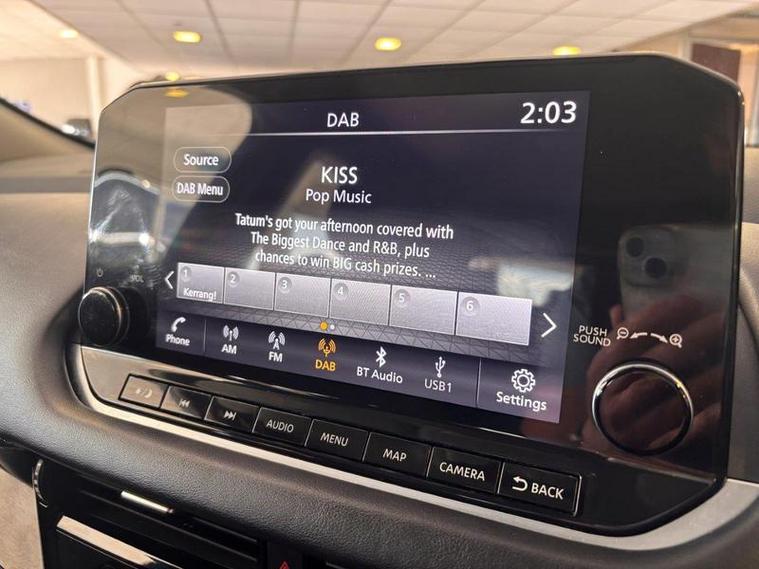 DAB
2:03
Source
DAB Menu
KISS
Pop Music
Tatum's got your afternoon covered with
The Biggest Dance and R&B, plus
chances to win BIG cash prizes. ...
1 2 3 4 5 6
Kerrang!
VOL
PUSH
SOUND
Phone AM FM DAB BT Audio USB1 Settings
AUDIO MENU MAP CAMERA BACK